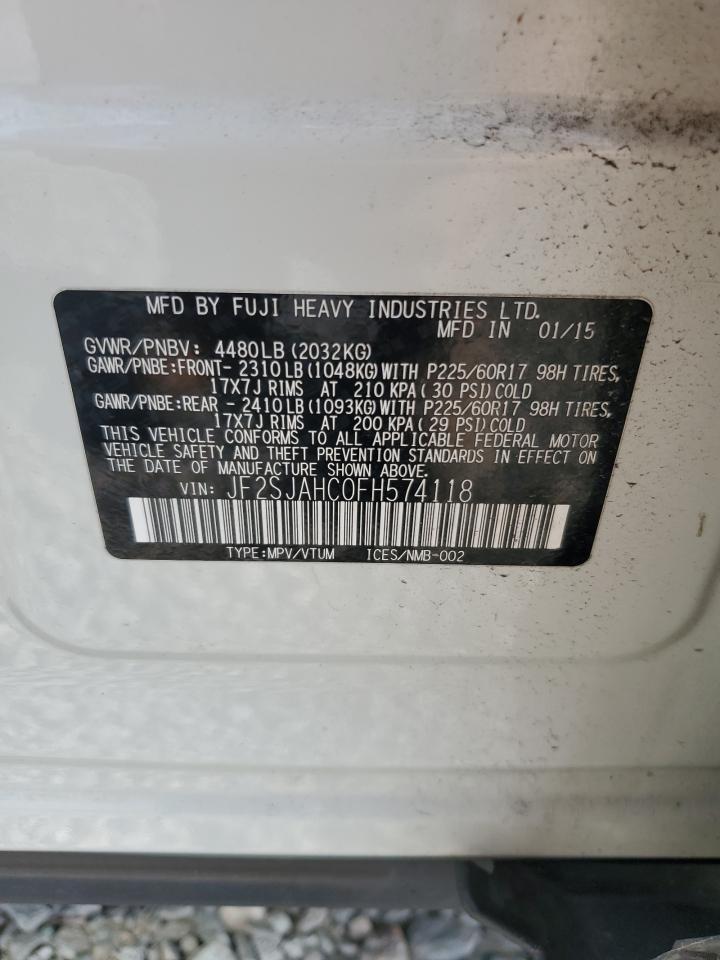 MFD BY FUJI HEAVY INDUSTRIES LTD.
MFD IN 01/15
GVWR/PNBV: 4480LB(2032KG)
GAWR/PNBE:FRONT- 2310LB(1048KG)WITH P225/60R17 98H TIRES,
17X7J RIMS AT 210 KPA( 30 PSI)COLD
GAWR/PNBE:REAR - 2410LB(1093KG)WITH P225/60R17 98H TIRES,
17X7J RIMS AT 200 KPA( 29 PSI)COLD
THIS VEHICLE CONFORMS TO ALL APPLICABLE FEDERAL MOTOR
VEHICLE SAFETY AND THEFT PREVENTION STANDARDS IN EFFECT ON
THE DATE OF MANUFACTURE SHOWN ABOVE.
VIN: JF2SJAHC0FH574118
TYPE:MPV/VTUM ICES/NMB-002